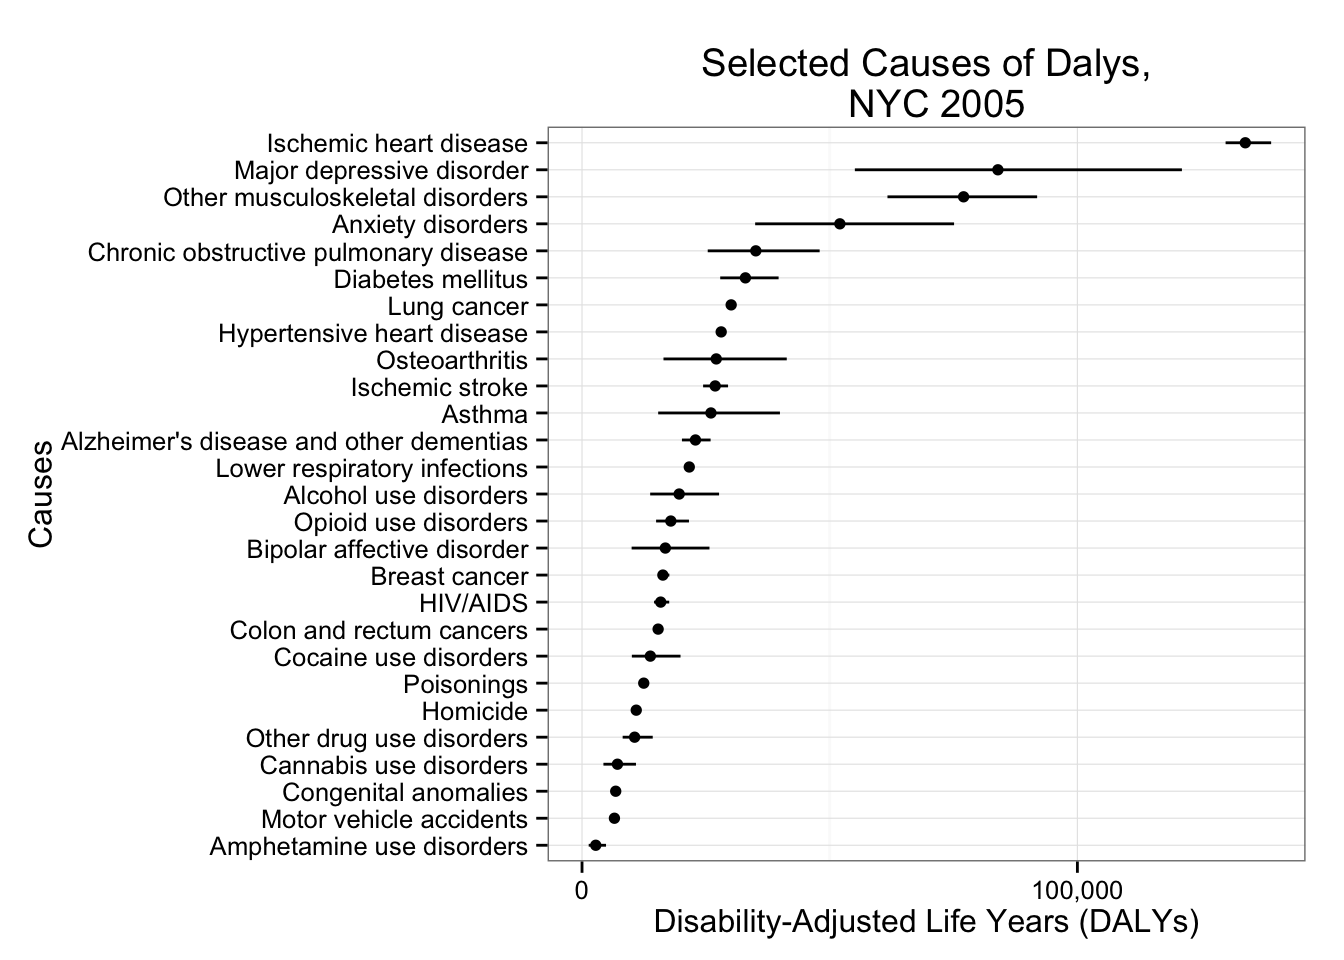 Selected Causes of Dalys,
NYC 2005
Ischemic heart disease
Major depressive disorder
Other musculoskeletal disorders
Anxiety disorders
Chronic obstructive pulmonary disease
Diabetes mellitus
Lung cancer
Hypertensive heart disease
Osteoarthritis
Ischemic stroke
Asthma
Alzheimer's disease and other dementias
Lower respiratory infections
Alcohol use disorders
Opioid use disorders
Bipolar affective disorder
Breast cancer
HIV/AIDS
Colon and rectum cancers
Cocaine use disorders
Poisonings
Homicide
Other drug use disorders
Cannabis use disorders
Congenital anomalies
Motor vehicle accidents
Amphetamine use disorders
Causes
0 100,000
Disability-Adjusted Life Years (DALYs)